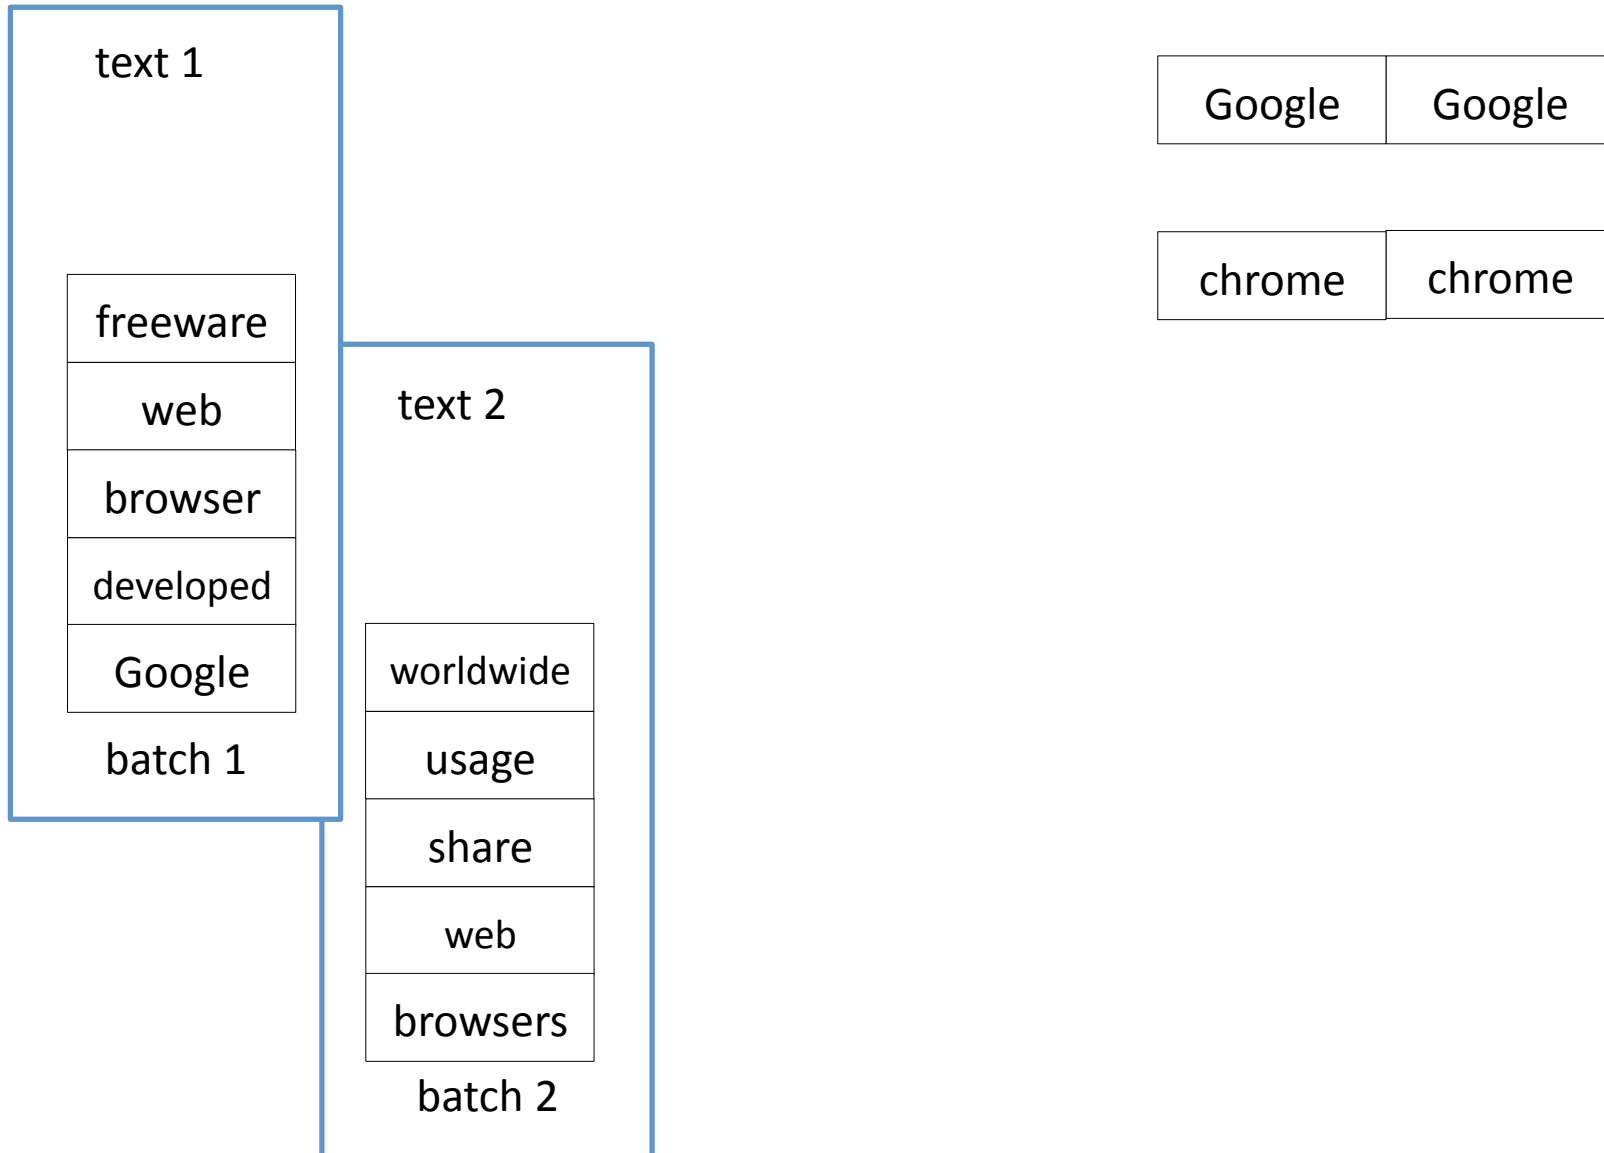 text 1
freeware
web
browser
developed
Google
batch 1
text 2
worldwide
usage
share
web
browsers
batch 2
Google Google
chrome chrome